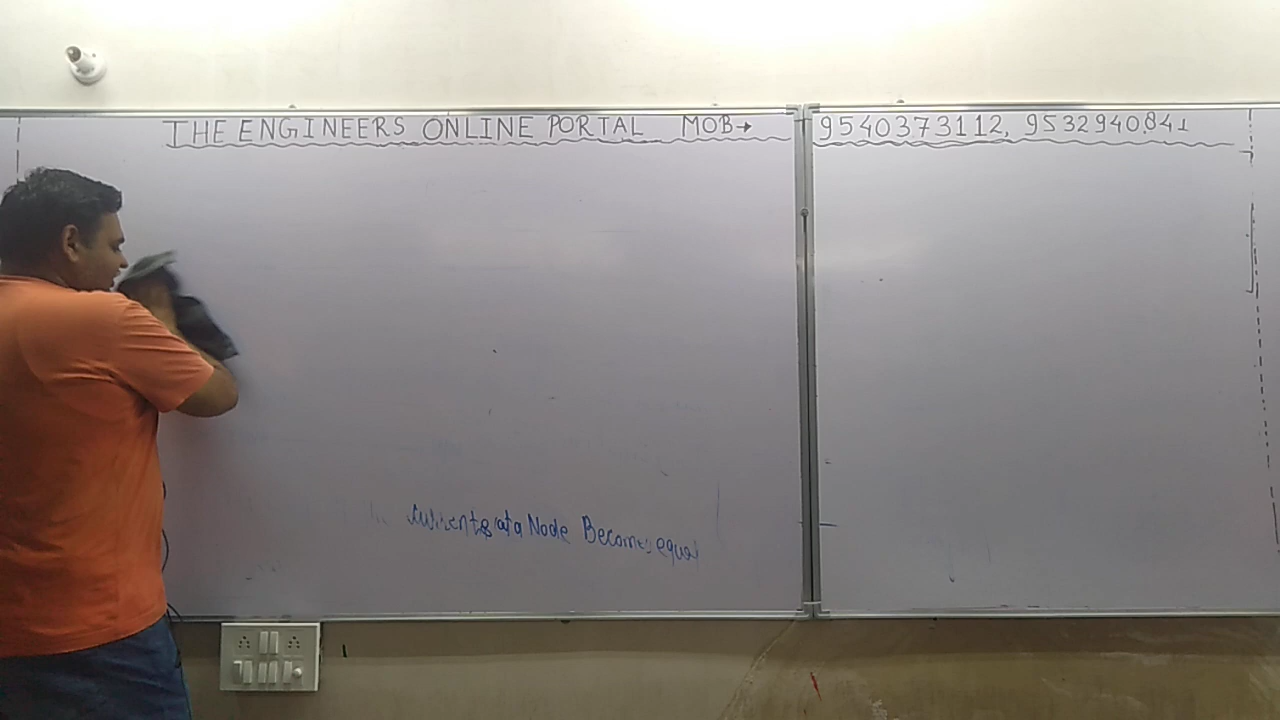 THE ENGINEERS ONLINE PORTAL MOB→ 9540373112, 9532940841
currents at a Node Becomes equal